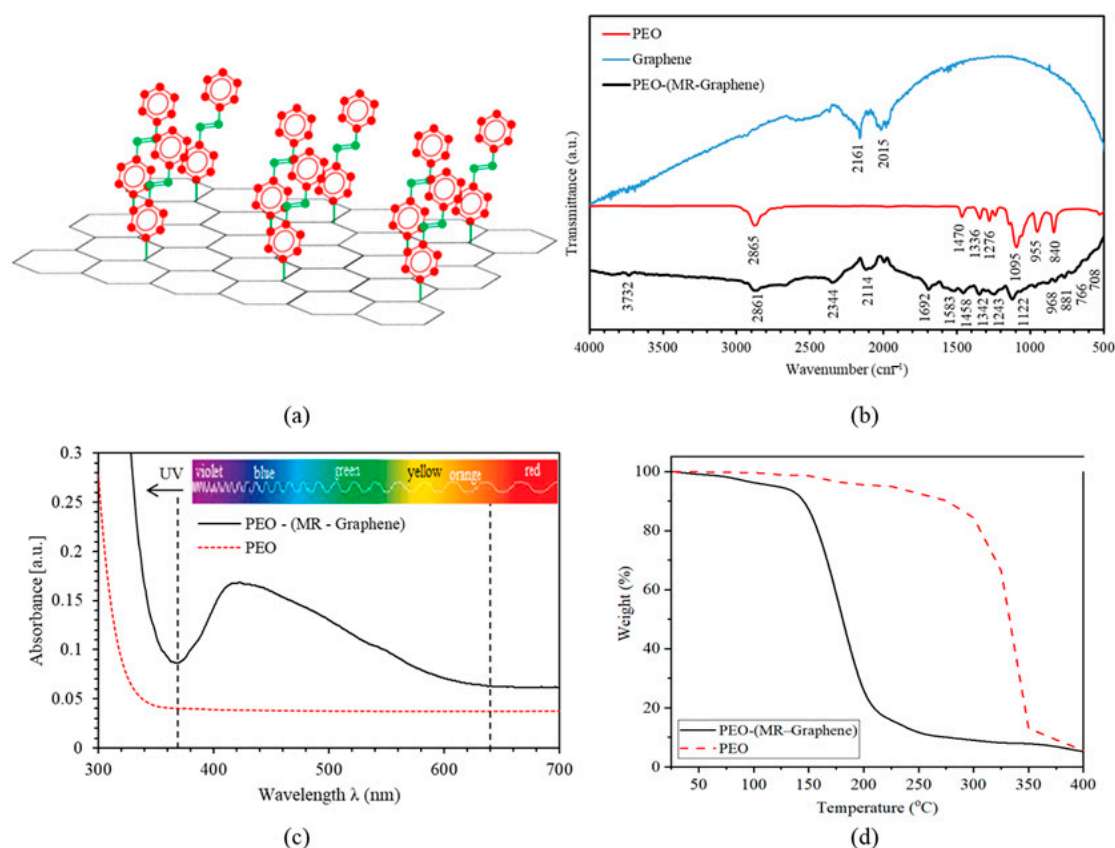 PEO
Graphene
PEO-(MR-Graphene)
Transmittance (a.u.)
2161
2015
2865
1470
1336
1276
1095
955
840
3732
2861
2344
2114
1692
1583
1458
1342
1243
1122
968
881
766
708
4000 3500 3000 2500 2000 1500 1000 500
Wavenumber (cm⁻¹)
(a)
(b)
0.3
0.25
0.2
0.15
0.1
0.05
0
Absorbance [a.u.]
UV
violet blue green yellow orange red
PEO - (MR - Graphene)
PEO
300 400 500 600 700
Wavelength λ (nm)
(c)
100
80
60
40
20
0
Weight (%)
PEO-(MR–Graphene)
PEO
50 100 150 200 250 300 350 400
Temperature (°C)
(d)